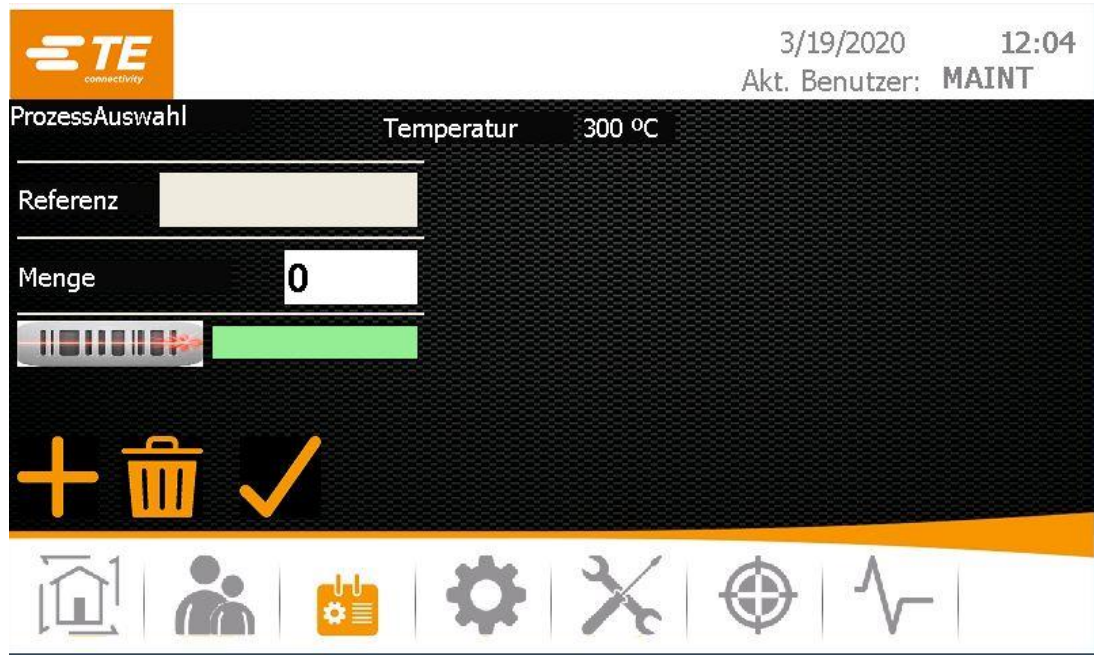 TE
connectivity
3/19/2020 12:04
Akt. Benutzer: MAINT
ProzessAuswahl
Temperatur 300 ºC
Referenz
Menge 0